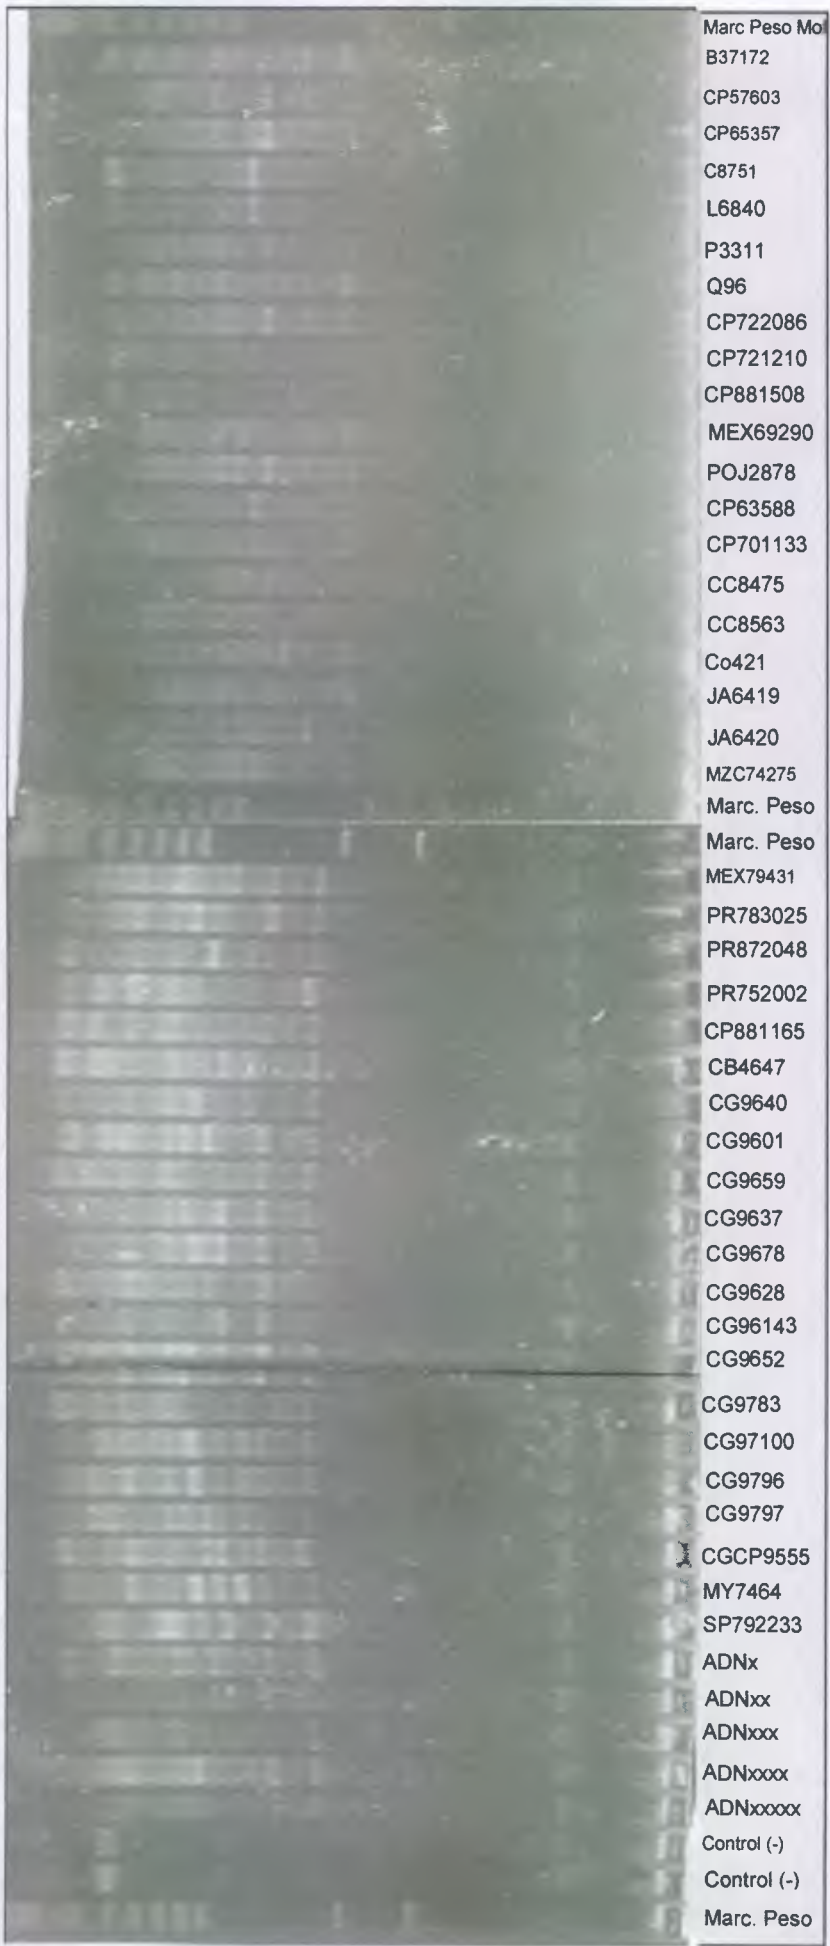 Marc Peso Mol
B37172
CP57603
CP65357
C8751
L6840
P3311
Q96
CP722086
CP721210
CP881508
MEX69290
POJ2878
CP63588
CP701133
CC8475
CC8563
Co421
JA6419
JA6420
MZC74275
Marc. Peso
Marc. Peso
MEX79431
PR783025
PR872048
PR752002
CP881165
CB4647
CG9640
CG9601
CG9659
CG9637
CG9678
CG9628
CG96143
CG9652
CG9783
CG97100
CG9796
CG9797
CGCP9555
MY7464
SP792233
ADNx
ADNxx
ADNxxx
ADNxxxx
ADNxxxxx
Control (-)
Control (-)
Marc. Peso